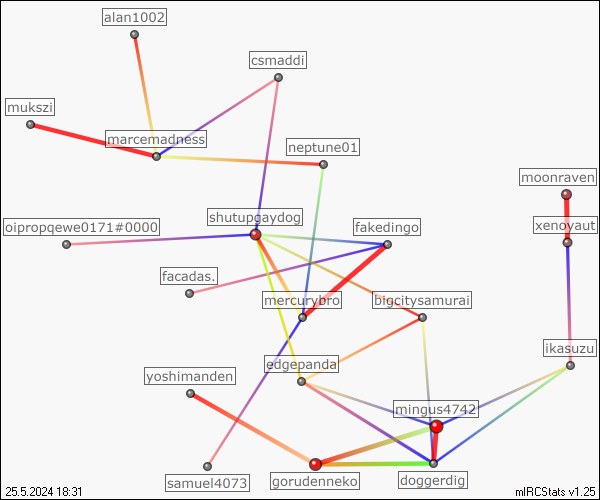 alan1002
csmaddi
mukszi
marcemadness
neptune01
moonraven
shutupgaydog
oipropqewe0171#0000
fakedingo
xenoyaut
facadas.
mercurybro
bigcitysamurai
ikasuzu
edgepanda
yoshimanden
mingus4742
samuel4073
gorudenneko
doggerdig
25.5.2024 18:31
mIRCStats v1.25